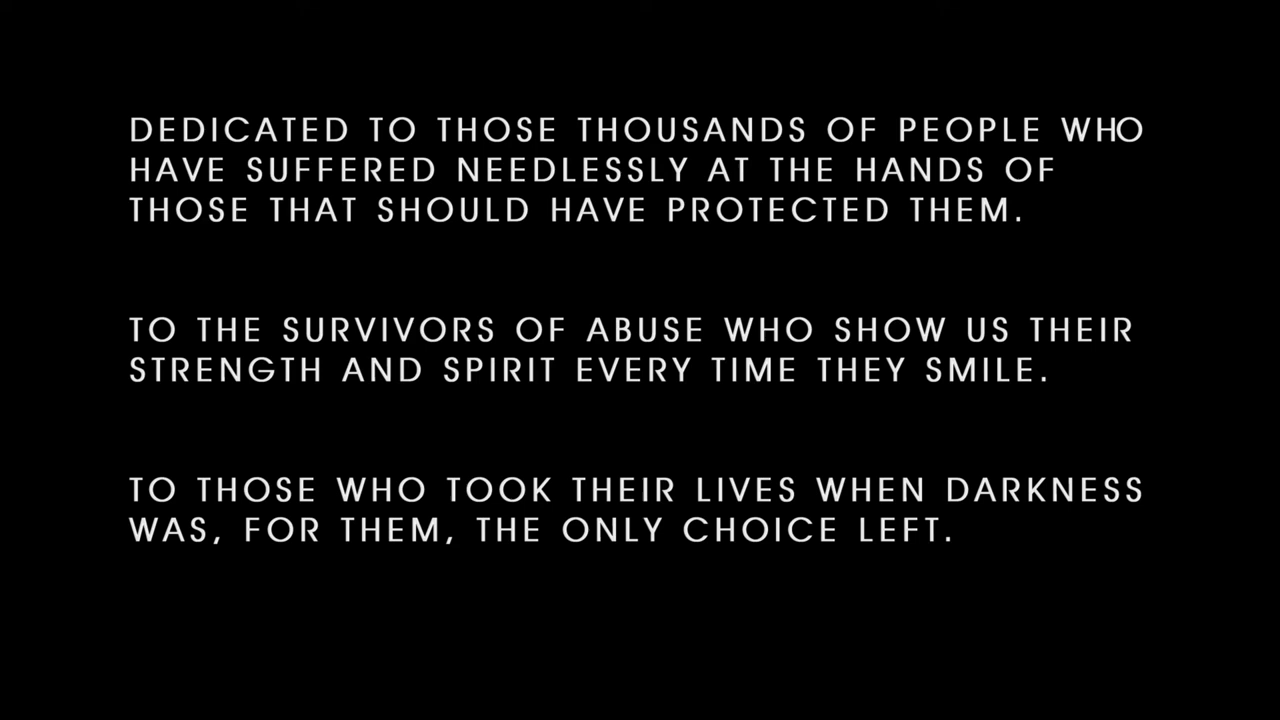 DEDICATED TO THOSE THOUSANDS OF PEOPLE WHO
HAVE SUFFERED NEEDLESSLY AT THE HANDS OF
THOSE THAT SHOULD HAVE PROTECTED THEM.
TO THE SURVIVORS OF ABUSE WHO SHOW US THEIR
STRENGTH AND SPIRIT EVERY TIME THEY SMILE.
TO THOSE WHO TOOK THEIR LIVES WHEN DARKNESS
WAS, FOR THEM, THE ONLY CHOICE LEFT.